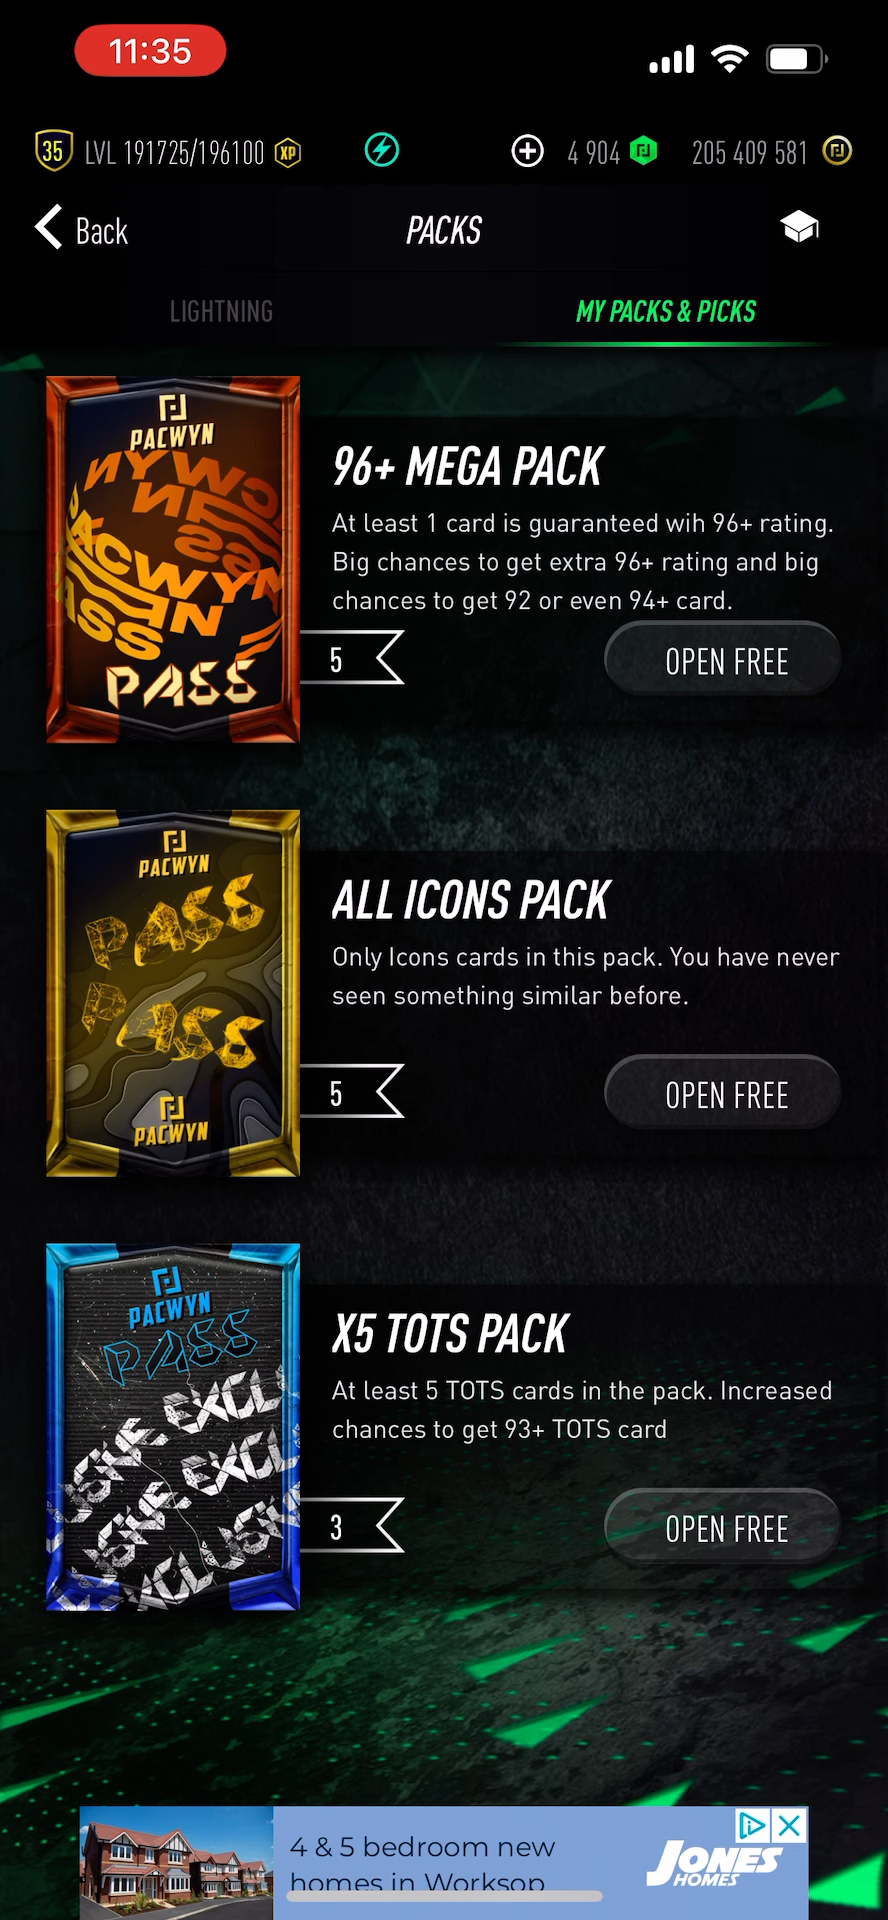 11:35
35 LVL 191725/196100 XP 4 904 205 409 581
Back PACKS
LIGHTNING MY PACKS & PICKS
PACWYN
PACWYN
PASS
96+ MEGA PACK
At least 1 card is guaranteed wih 96+ rating.
Big chances to get extra 96+ rating and big
chances to get 92 or even 94+ card.
5 OPEN FREE
PACWYN
PASS
PASS
PACWYN
ALL ICONS PACK
Only Icons cards in this pack. You have never
seen something similar before.
5 OPEN FREE
PACWYN
PASS
EXCLUSIVE
X5 TOTS PACK
At least 5 TOTS cards in the pack. Increased
chances to get 93+ TOTS card
3 OPEN FREE
4 & 5 bedroom new
homes in Worksop
JONES
HOMES